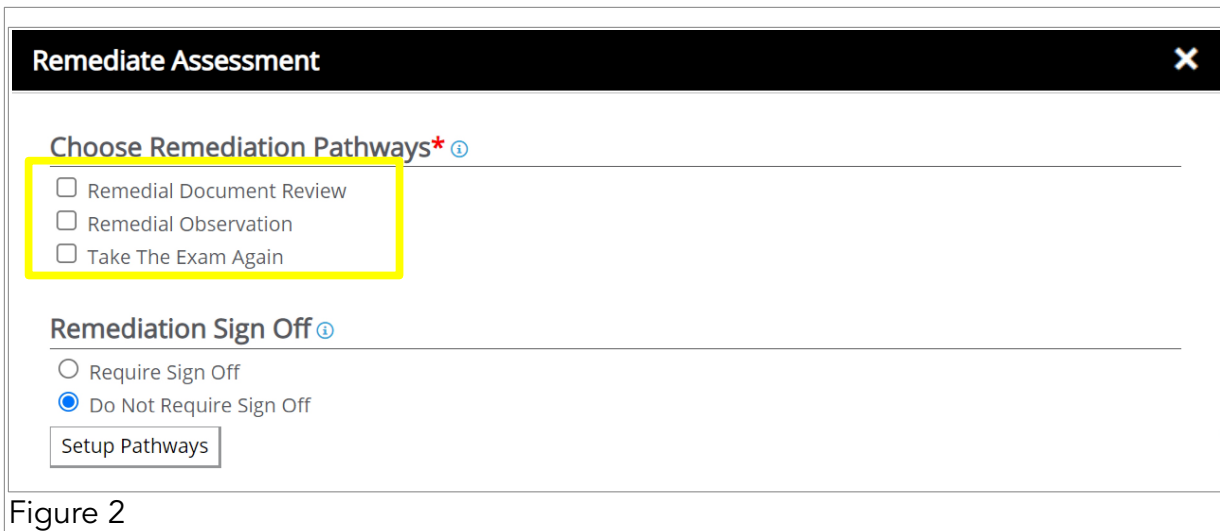 Remediate Assessment
Choose Remediation Pathways*
Remedial Document Review
Remedial Observation
Take The Exam Again
Remediation Sign Off
Require Sign Off
Do Not Require Sign Off
Setup Pathways
Figure 2